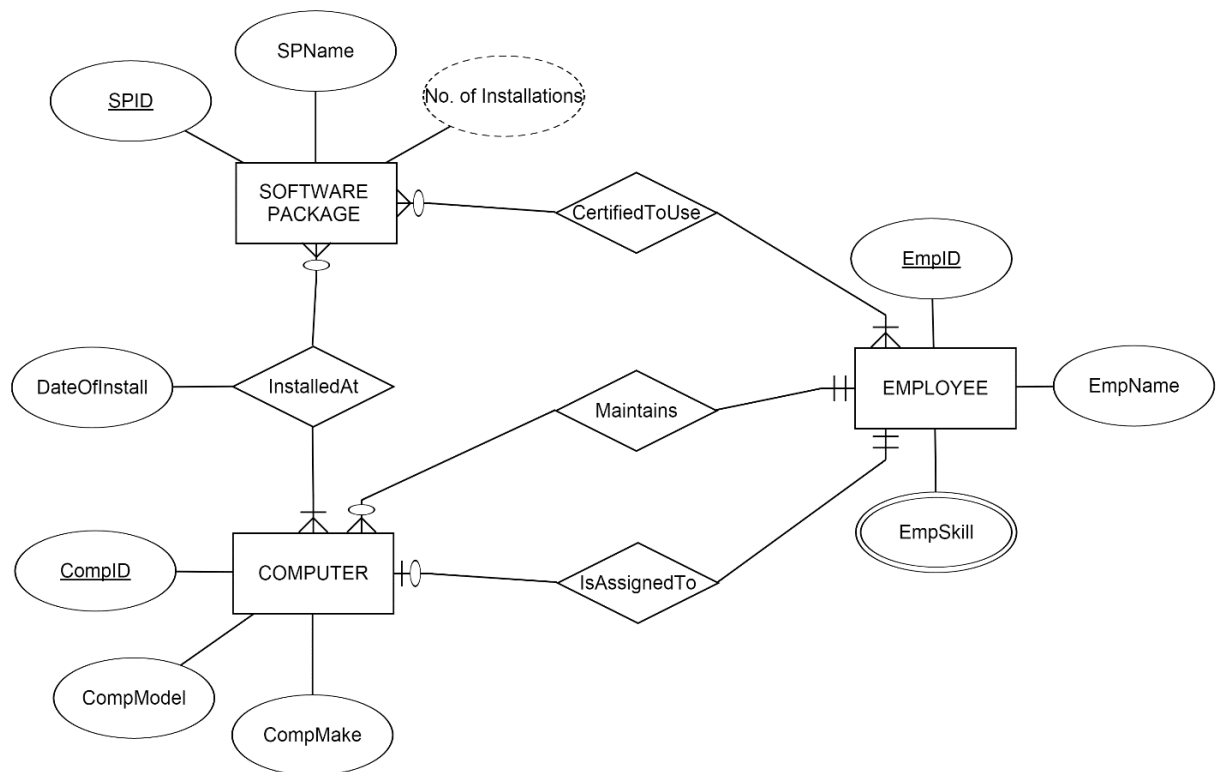 SPName
SPID
No. of Installations
SOFTWARE
PACKAGE
CertifiedToUse
EmpID
DateOfInstall
InstalledAt
Maintains
EMPLOYEE
EmpName
EmpSkill
CompID
COMPUTER
IsAssignedTo
CompModel
CompMake